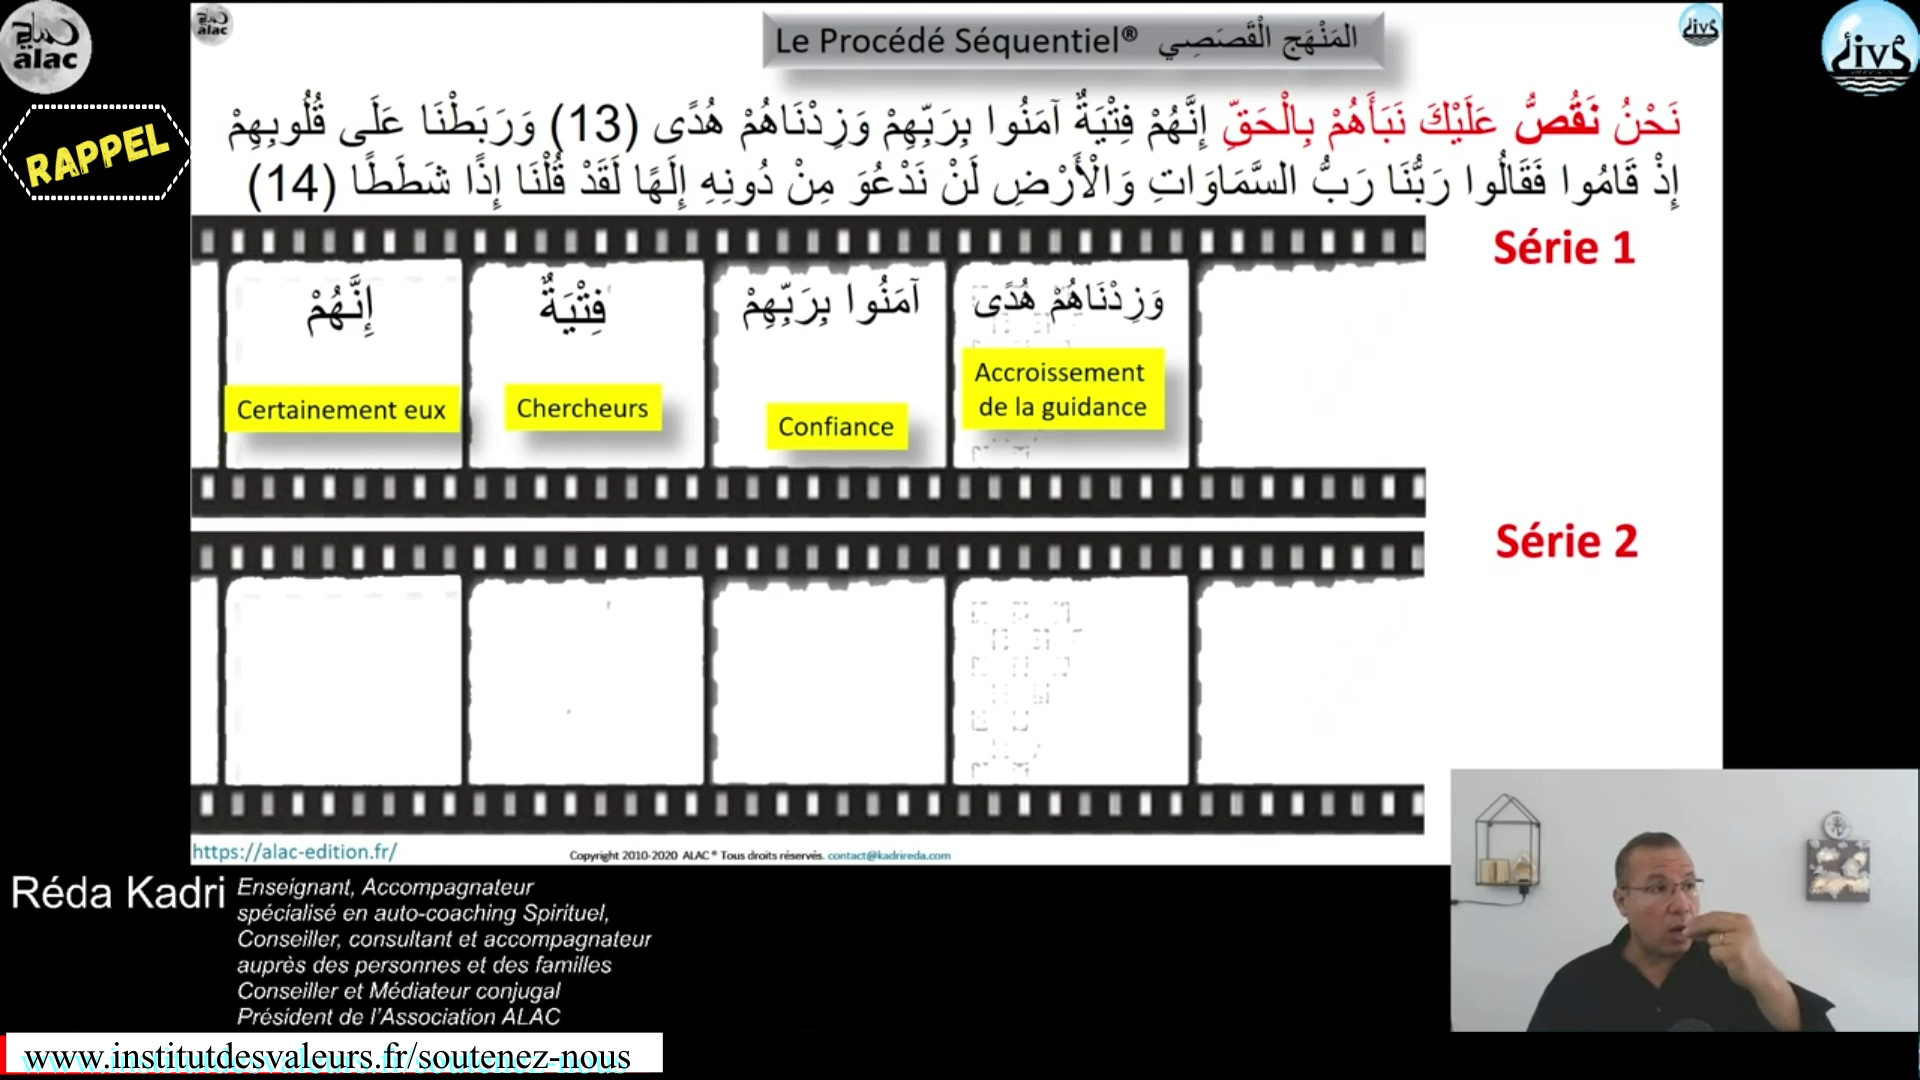 alac
RAPPEL
alac
Le Procédé Séquentiel® المَنْهَج الْقَصَصِي
نَحْنُ نَقُصُّ عَلَيْكَ نَبَأَهُمْ بِالْحَقِّ إِنَّهُمْ فِتْيَةٌ آمَنُوا بِرَبِّهِمْ وَزِدْنَاهُمْ هُدًى (13) وَرَبَطْنَا عَلَى قُلُوبِهِمْ
إِذْ قَامُوا فَقَالُوا رَبُّنَا رَبُّ السَّمَاوَاتِ وَالْأَرْضِ لَنْ نَدْعُوَ مِنْ دُونِهِ إِلَهًا لَقَدْ قُلْنَا إِذًا شَطَطًا (14)
Série 1
إِنَّهُمْ
فِتْيَةٌ
آمَنُوا بِرَبِّهِمْ
وَزِدْنَاهُمْ هُدًى
Certainement eux
Chercheurs
Confiance
Accroissement
de la guidance
Série 2
https://alac-edition.fr/
Copyright 2010-2020 ALAC ® Tous droits réservés. contact@kadrireda.com
Réda Kadri
Enseignant, Accompagnateur
spécialisé en auto-coaching Spirituel,
Conseiller, consultant et accompagnateur
auprès des personnes et des familles
Conseiller et Médiateur conjugal
Président de l'Association ALAC
www.institutdesvaleurs.fr/soutenez-nous